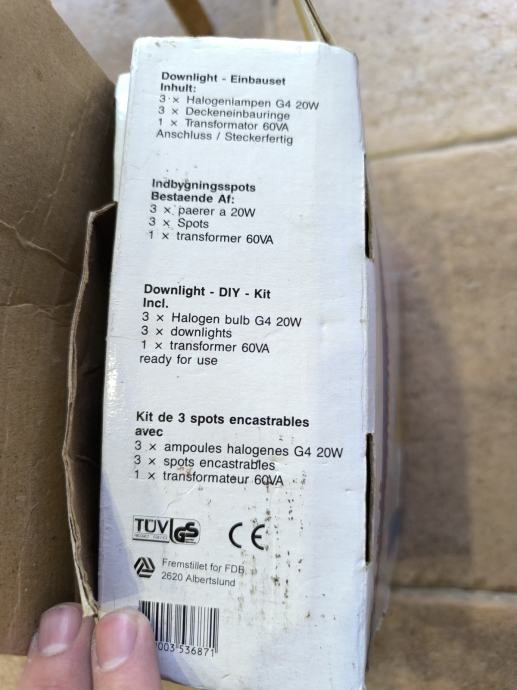 Downlight - Einbauset
Inhult:
3 x Halogenlampen G4 20W
3 x Deckeneinbauringe
1 x Transformator 60VA
Anschluss / Steckerfertig
Indbygningsspots
Bestaende Af:
3 x paerer a 20W
3 x Spots
1 x transformer 60VA
Downlight - DIY - Kit
Incl.
3 x Halogen bulb G4 20W
3 x downlights
1 x transformer 60VA
ready for use
Kit de 3 spots encastrables
avec
3 x ampoules halogenes G4 20W
3 x spots encastrables
1 x transformateur 60VA
TÜV GS CE
Fremstillet for FDB
2620 Albertslund
003 536871